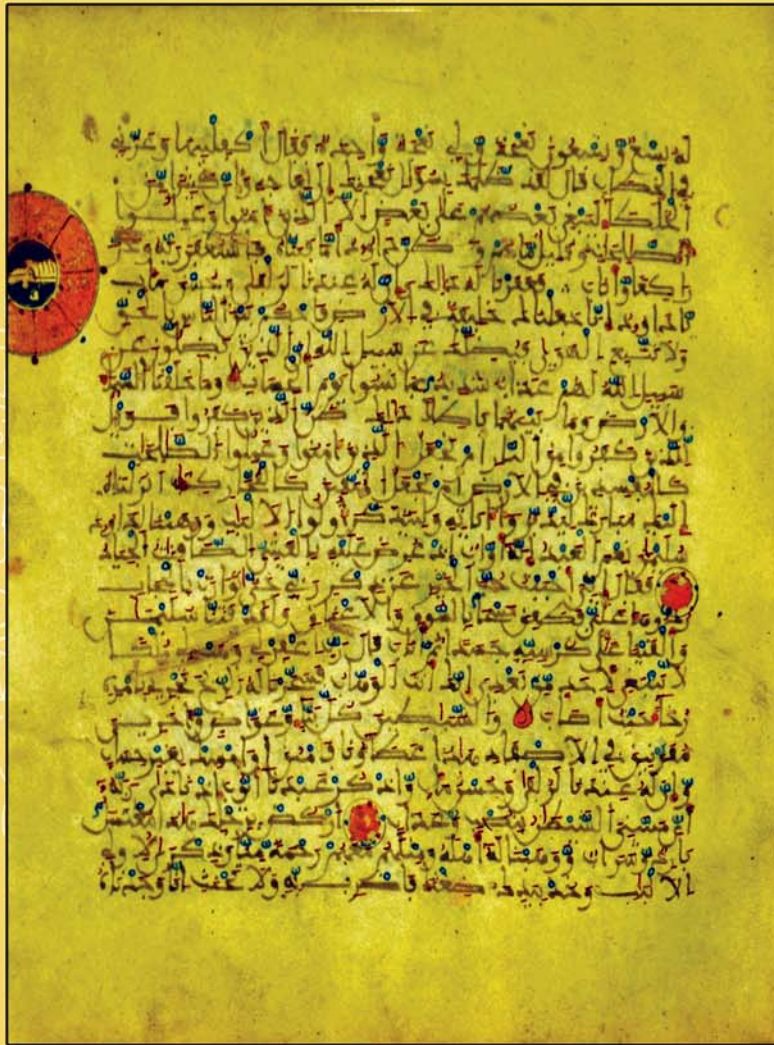 له تسع وتسعون نعجة ولي نعجة واحدة فقال أكفلنيها وعزني
في الخطاب قال لقد ظلمك بسؤال نعجتك إلى نعاجه وإن كثيرا من
الخلطاء ليبغي بعضهم على بعض إلا الذين ءامنوا وعملوا
الصالحات وقليل ما هم وظن داوود أنما فتناه فاستغفر ربه وخر
راكعا وأناب فغفرنا له ذلك وإن له عندنا لزلفى وحسن مآب
ياداوود إنا جعلناك خليفة في الأرض فاحكم بين الناس بالحق
ولا تتبع الهوى فيضلك عن سبيل الله إن الذين يضلون عن
سبيل الله لهم عذاب شديد بما نسوا يوم الحساب وما خلقنا السماء
والأرض وما بينهما باطلا ذلك ظن الذين كفروا فويل
للذين كفروا من النار أم نجعل الذين ءامنوا وعملوا الصالحات
كالمفسدين في الأرض أم نجعل المتقين كالفجار كتاب أنزلناه
إليك مبارك ليدبروا ءاياته وليتذكر أولوا الألباب ووهبنا لداوود
سليمان نعم العبد إنه أواب إذ عرض عليه بالعشي الصافنات الجياد
فقال إني أحببت حب الخير عن ذكر ربي حتى توارت بالحجاب
ردوها علي فطفق مسحا بالسوق والأعناق ولقد فتنا سليمان
وألقينا على كرسيه جسدا ثم أناب قال رب اغفر لي وهب لي ملكا
لا ينبغي لأحد من بعدي إنك أنت الوهاب فسخرنا له الريح تجري بأمره
رخاء حيث أصاب والشياطين كل بناء وغواص وءاخرين
مقرنين في الأصفاد هذا عطاؤنا فامنن أو أمسك بغير حساب
وإن له عندنا لزلفى وحسن مآب واذكر عبدنا أيوب إذ نادى ربه
أني مسني الشيطان بنصب وعذاب اركض برجلك هذا مغتسل
بارد وشراب ووهبنا له أهله ومثلهم معهم رحمة منا وذكرى لأولي
الألباب وخذ بيدك ضغثا فاضرب به ولا تحنث إنا وجدناه